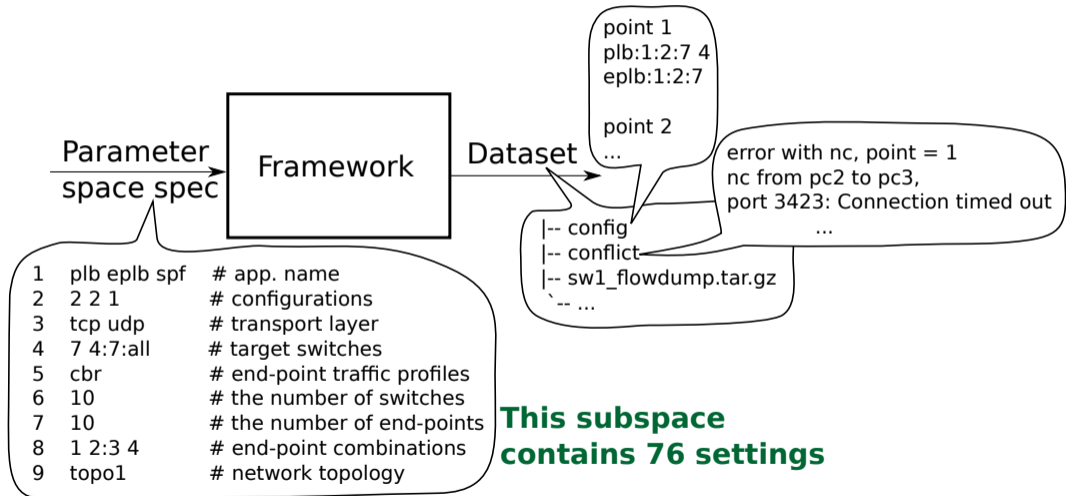 point 1
plb:1:2:7 4
eplb:1:2:7
point 2
...
Parameter
space spec
Framework
Dataset
error with nc, point = 1
nc from pc2 to pc3,
port 3423: Connection timed out
...
|-- config
|-- conflict
|-- sw1_flowdump.tar.gz
`-- ...
1 plb eplb spf # app. name
2 2 2 1 # configurations
3 tcp udp # transport layer
4 7 4:7:all # target switches
5 cbr # end-point traffic profiles
6 10 # the number of switches
7 10 # the number of end-points
8 1 2:3 4 # end-point combinations
9 topo1 # network topology
This subspace
contains 76 settings